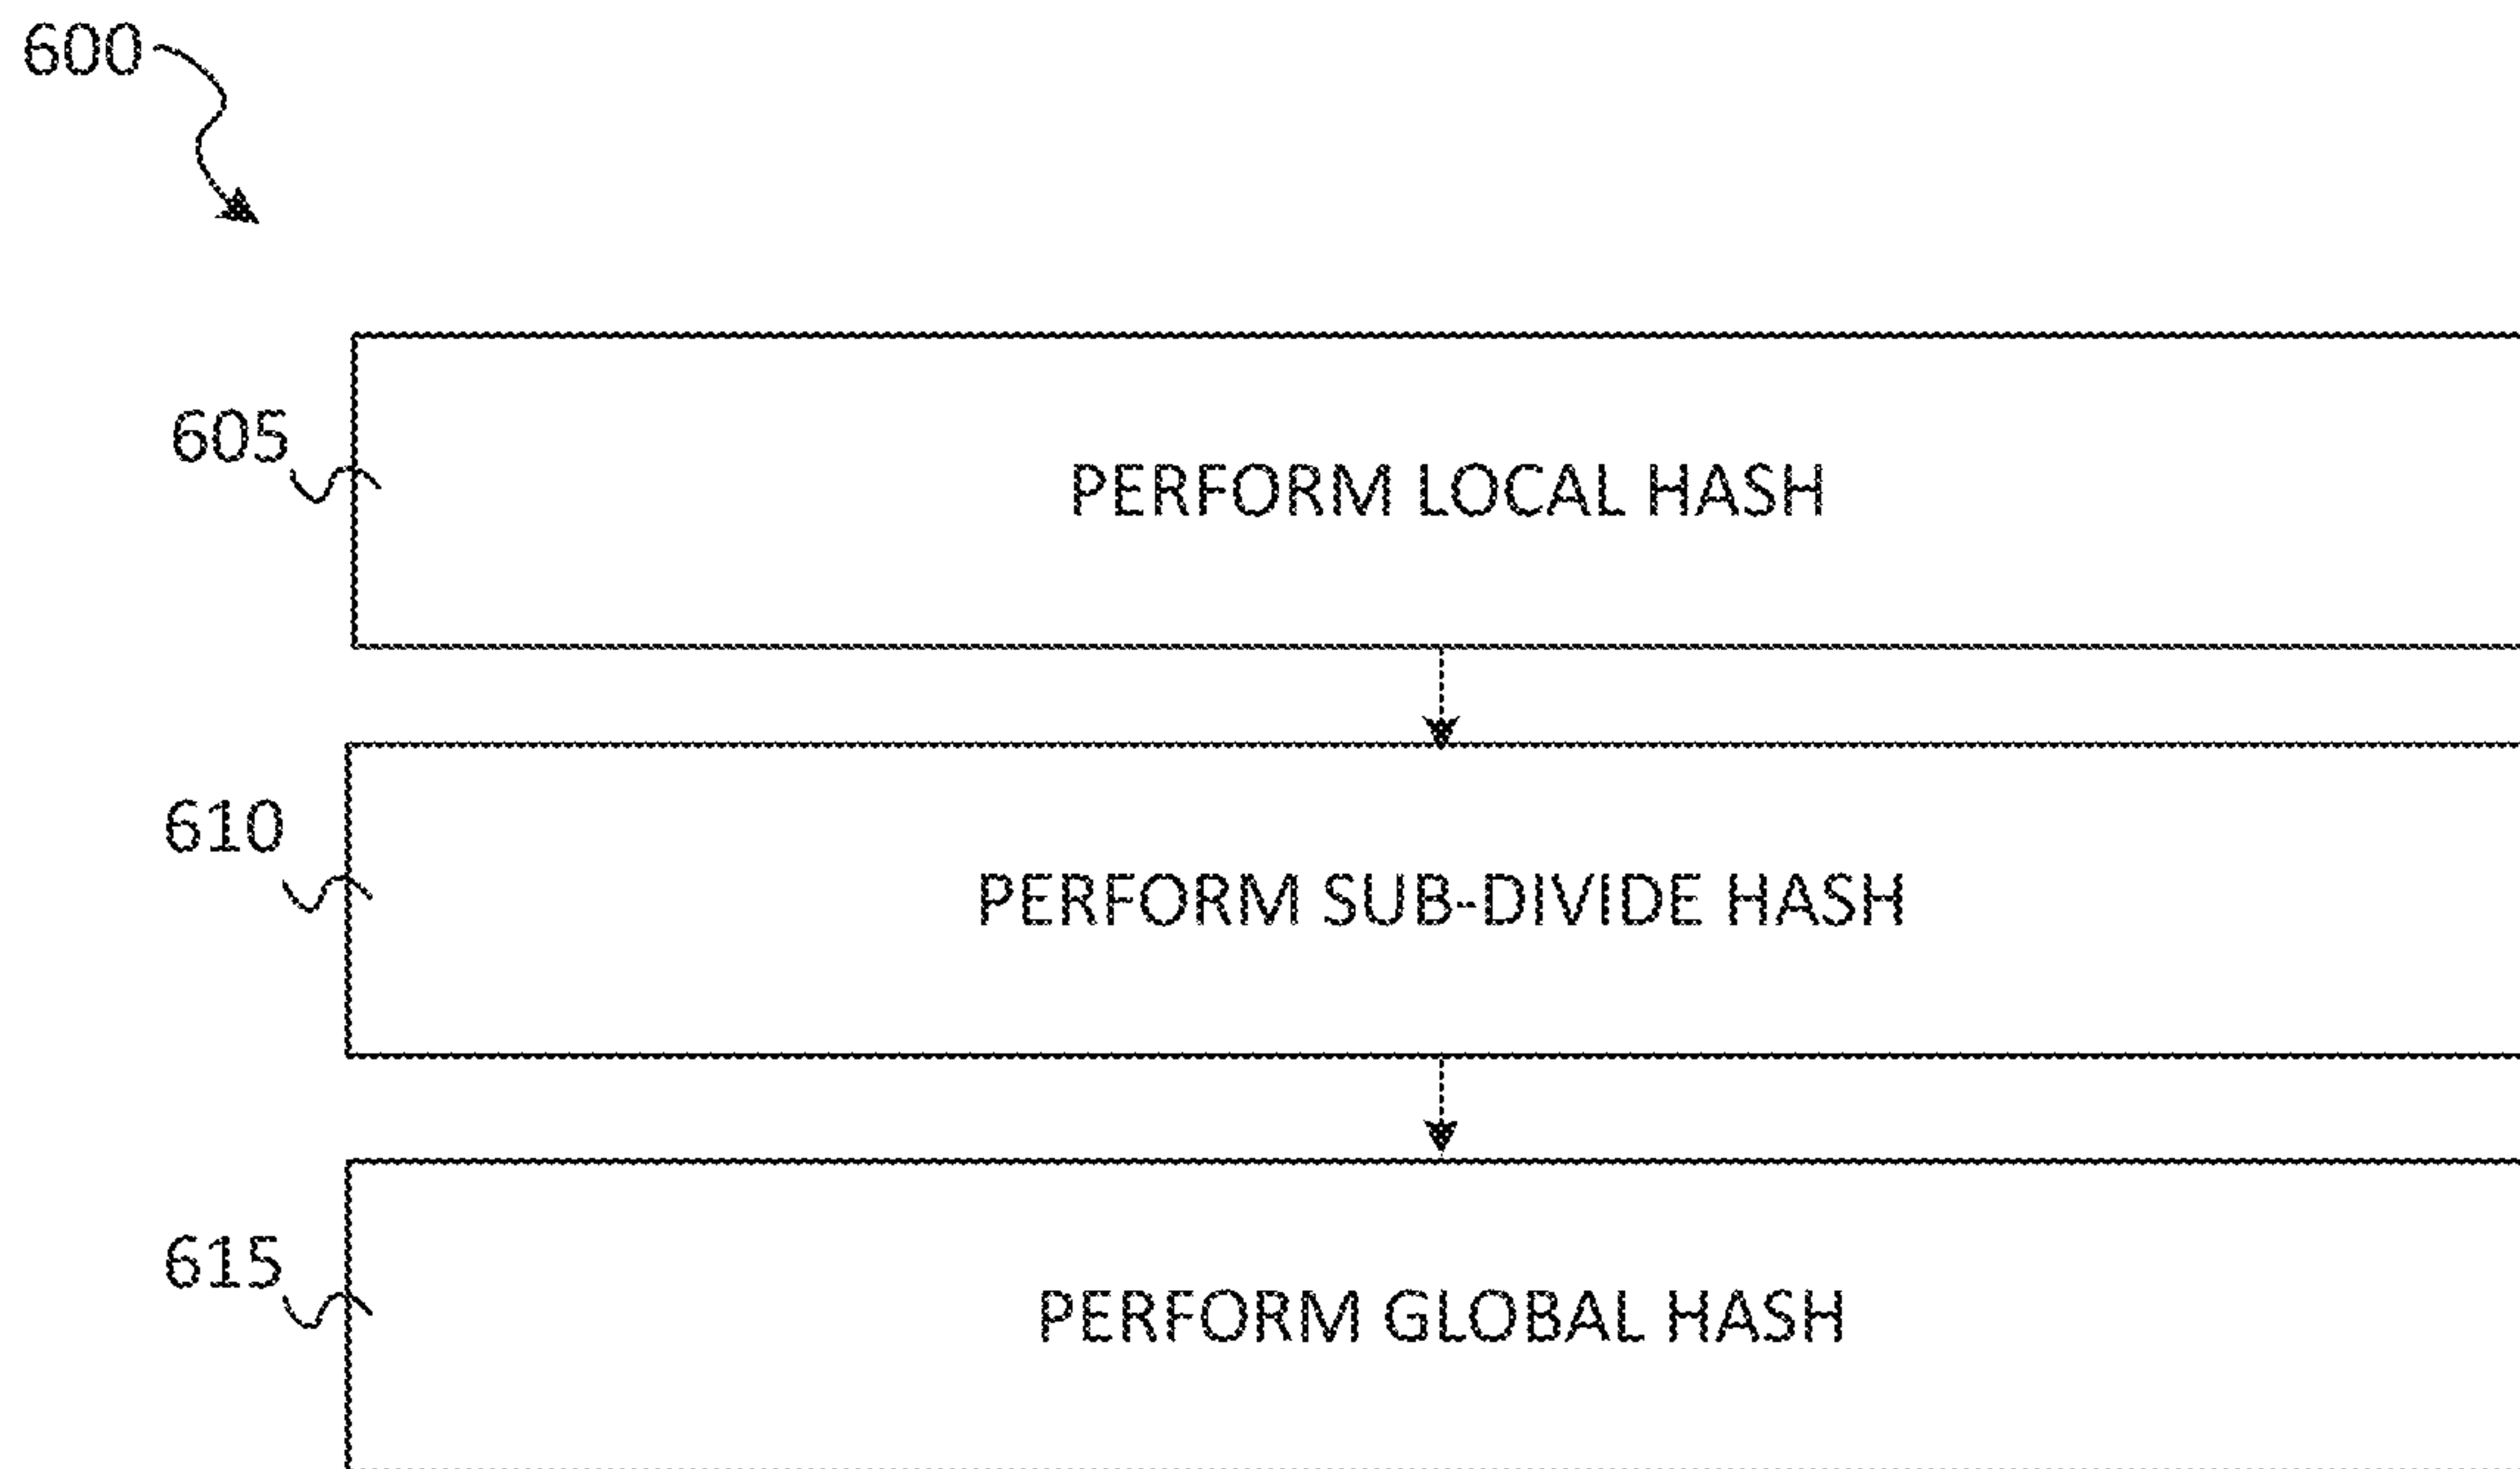 600
605
PERFORM LOCAL HASH
610
PERFORM SUB-DIVIDE HASH
615
PERFORM GLOBAL HASH